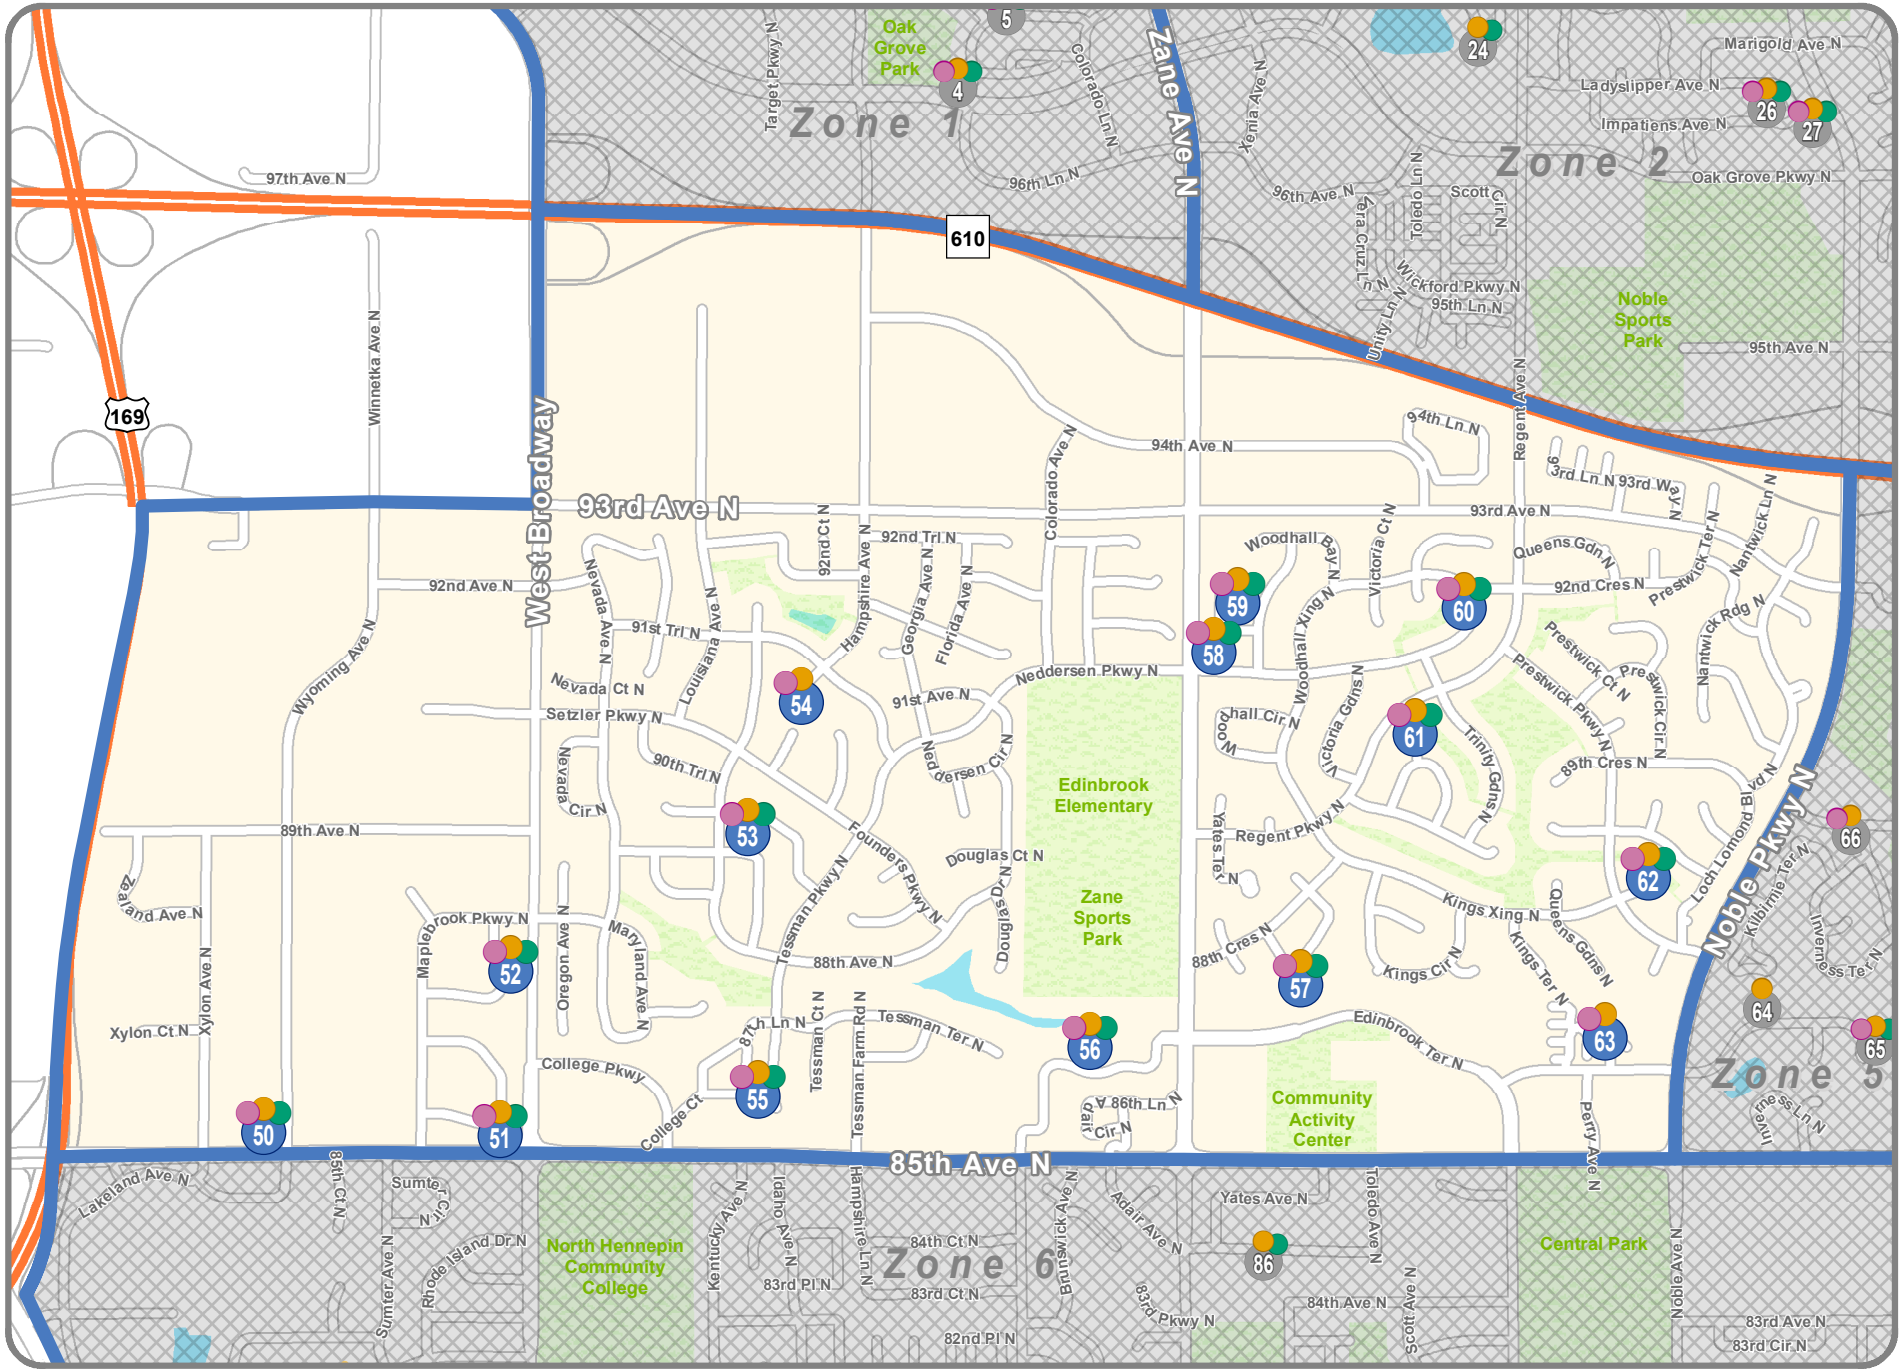 5
24
Oak
Grove
Park
Target Pkwy N
4
Colorado Ln N
Zane Ave N
Xenia Ave N
Marigold Ave N
Ladyslipper Ave N
26
27
Impatiens Ave N
Zone 1
Zone 2
97th Ave N
96th Ln N
96th Ave N
Toledo Ln N
Scott Cir N
Oak Grove Pkwy N
Vera Cruz Ln N
610
Wickford Pkwy N
95th Ln N
Unity Ln N
Noble
Sports
Park
95th Ave N
Winnetka Ave N
169
Regent Ave N
West Broadway
94th Ln N
94th Ave N
Colorado Ave N
93rd Ln N
93rd Way N
93rd Ave N
93rd Ave N
Victoria Ct N
Nantwick Ln N
92nd Ct N
92nd Trl N
Hampshire Ave N
Georgia Ave N
Florida Ave N
Woodhall Bay N
Queens Gdn N
Prestwick Ter N
92nd Ave N
92nd Cres N
59
60
58
Nevada Ave N
Louisiana Ave N
91st Trl N
Woodhall Xing N
Nantwick Rdg N
Wyoming Ave N
Nevada Ct N
54
Neddersen Pkwy N
91st Ave N
Prestwick Ct N
Prestwick Pkwy N
Prestwick Cir N
Setzler Pkwy N
Woodhall Cir N
Victoria Gdns N
61
Trinity Gdns N
Nevada Cir N
90th Trl N
Neddersen Cir N
89th Cres N
Edinbrook
Elementary
Noble Pkwy N
53
89th Ave N
Founders Pkwy N
Yates Ter N
Regent Pkwy N
Loch Lomond Blvd N
66
Douglas Ct N
Douglas Dr N
62
Kilbirnie Ter N
Zealand Ave N
Zane
Sports
Park
Kings Xing N
Queens Gdns N
Maplebrook Pkwy N
Tessman Pkwy N
Inverness Ter N
52
Oregon Ave N
Maryland Ave N
88th Ave N
88th Cres N
57
Kings Cir N
Kings Ter N
Xylon Ave N
64
Xylon Ct N
87th Ln N
Tessman Ct N
Tessman Farm Rd N
Tessman Ter N
56
Edinbrook Ter N
63
65
College Pkwy
55
Zone 5
College Ct
Adair Cir N
86th Ln N
Community
Activity
Center
Perry Ave N
Inverness Ln N
50
51
85th Ave N
Lakeland Ave N
85th Ct N
Sumter Cir N
Kentucky Ave N
Idaho Ave N
Hampshire Ln N
Brunswick Ave N
Adair Ave N
Yates Ave N
Toledo Ave N
Sumter Ave N
Rhode Island Dr N
North Hennepin
Community
College
84th Ct N
Zone 6
86
Central Park
Noble Ave N
83rd Pl N
83rd Ct N
83rd Pkwy N
84th Ave N
Scott Ave N
82nd Pl N
83rd Ave N
83rd Cir N